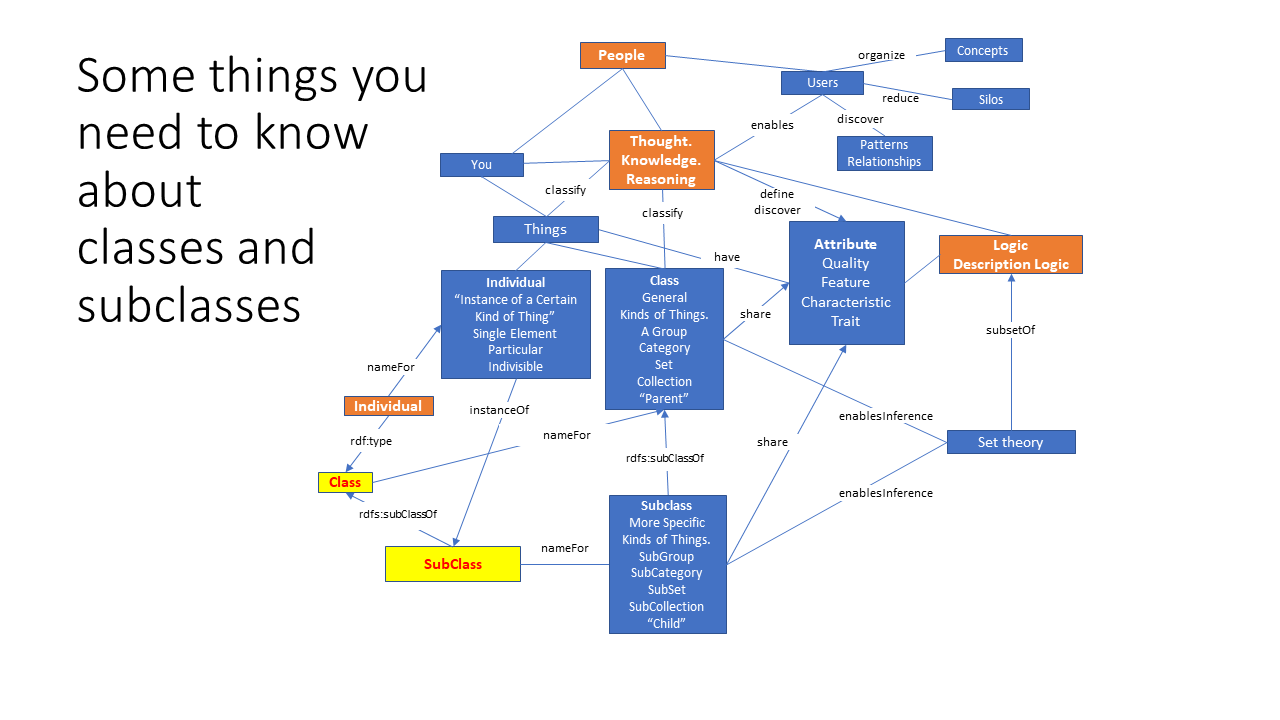 Some things you
need to know
about
classes and
subclasses
People
organize
Concepts
Users
reduce
Silos
enables
discover
Patterns
Relationships
Thought.
Knowledge.
Reasoning
You
classify
classify
define
discover
Things
have
Attribute
Quality
Feature
Characteristic
Trait
Logic
Description Logic
Individual
“Instance of a Certain
Kind of Thing”
Single Element
Particular
Indivisible
Class
General
Kinds of Things.
A Group
Category
Set
Collection
“Parent”
share
subsetOf
nameFor
Individual
instanceOf
enablesInference
rdf:type
nameFor
share
Set theory
rdfs:subClassOf
Class
enablesInference
rdfs:subClassOf
Subclass
More Specific
Kinds of Things.
SubGroup
SubCategory
SubSet
SubCollection
“Child”
nameFor
SubClass